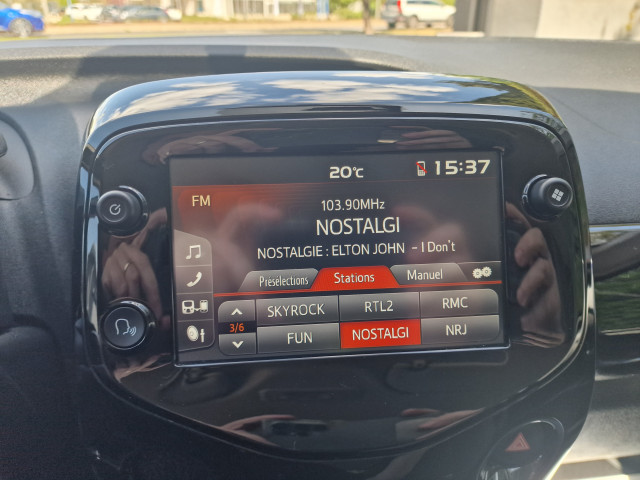 20°C 15:37
FM
103.90MHz
NOSTALGI
NOSTALGIE : ELTON JOHN - I Don't
Preselections Stations Manuel
SKYROCK RTL2 RMC
3/6
FUN NOSTALGI NRJ